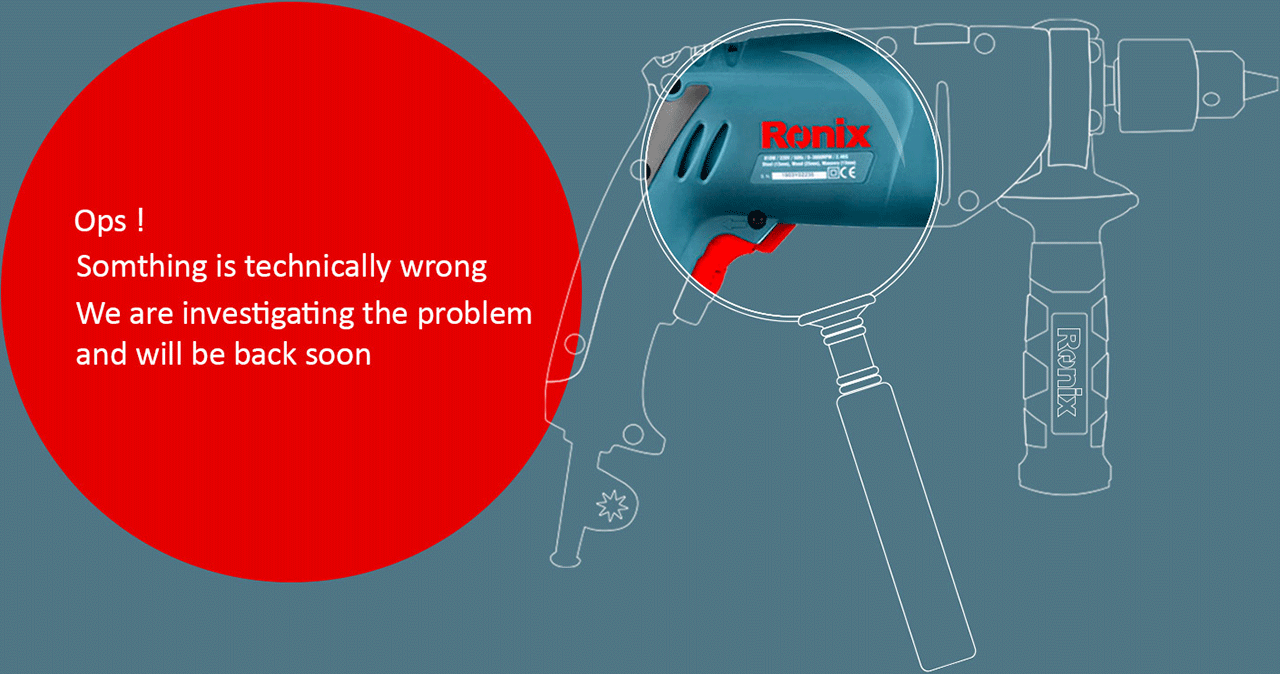 Ops !
Somthing is technically wrong
We are investigating the problem
and will be back soon
Ronix
Ronix